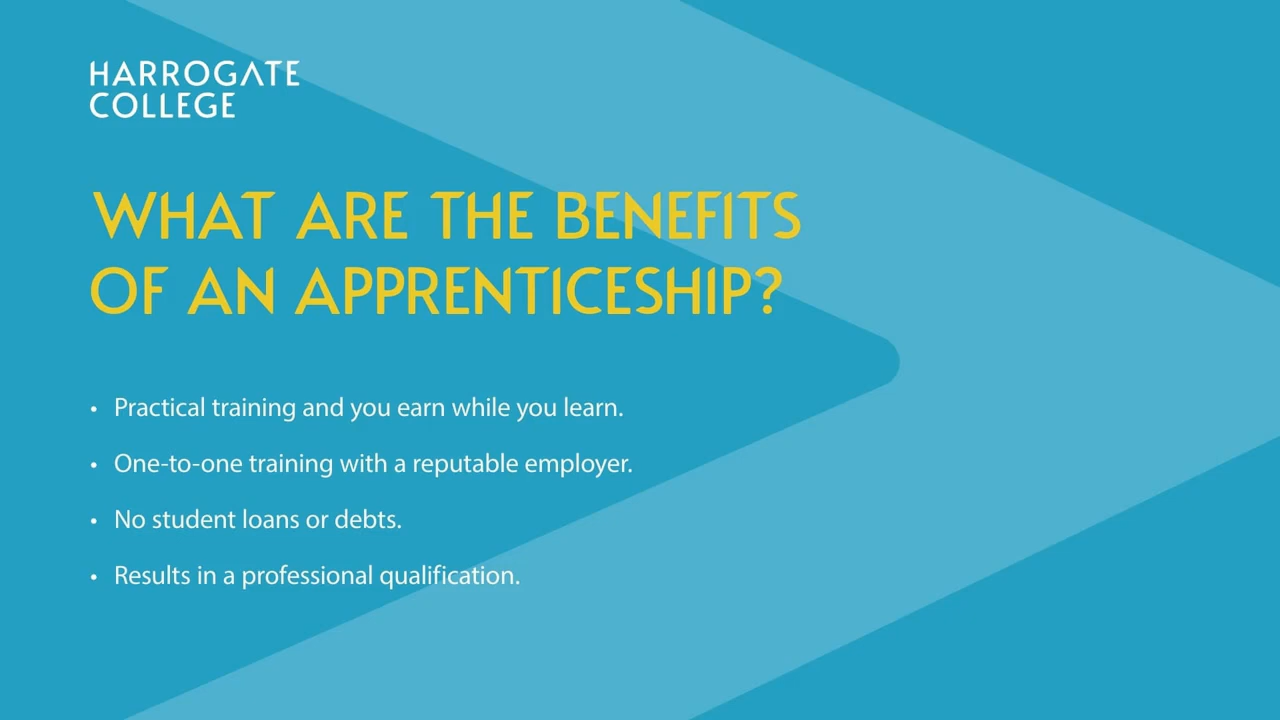 HARROGATE
COLLEGE
WHAT ARE THE BENEFITS
OF AN APPRENTICESHIP?
• Practical training and you earn while you learn.
• One-to-one training with a reputable employer.
• No student loans or debts.
• Results in a professional qualification.